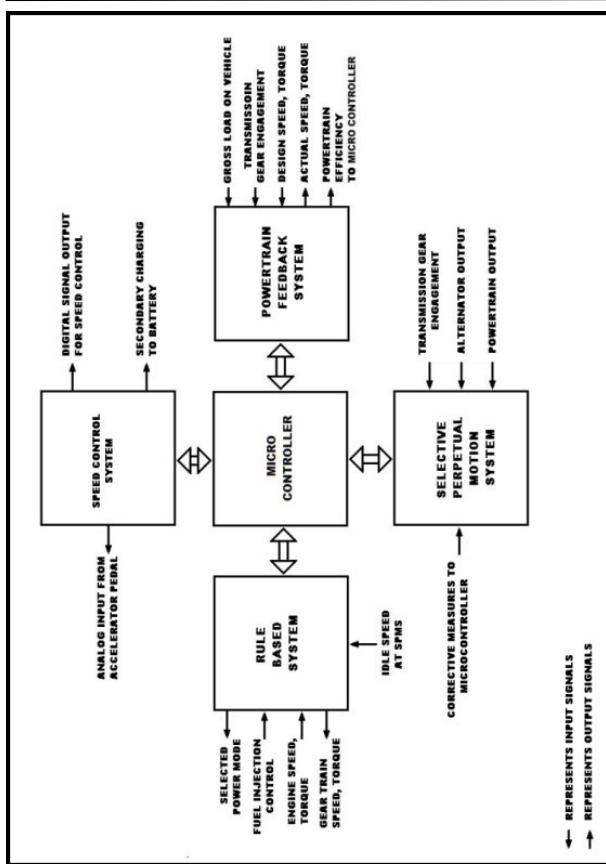 ANALOG INPUT FROM
ACCELERATOR PEDAL
SPEED CONTROL
SYSTEM
DIGITAL SIGNAL OUTPUT
FOR SPEED CONTROL
SECONDARY CHARGING
TO BATTERY
SELECTED
POWER MODE
FUEL INJECTION
CONTROL
ENGINE SPEED,
TORQUE
GEAR TRAIN
SPEED, TORQUE
RULE
BASED
SYSTEM
IDLE SPEED
AT SPMS
MICRO
CONTROLLER
POWERTRAIN
FEEDBACK
SYSTEM
GROSS LOAD ON VEHICLE
TRANSMISSOIN
GEAR ENGAGEMENT
DESIGN SPEED, TORQUE
ACTUAL SPEED, TORQUE
POWERTRAIN
EFFICIENCY
TO MICRO CONTROLLER
CORRECTIVE MEASURES TO
MICROCONTROLLER
SELECTIVE
PERPETUAL
MOTION
SYSTEM
TRANSMISSION GEAR
ENGAGEMENT
ALTERNATOR OUTPUT
POWERTRAIN OUTPUT
REPRESENTS INPUT SIGNALS
REPRESENTS OUTPUT SIGNALS